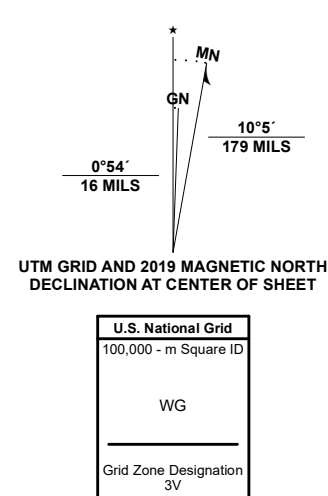 ★
MN
GN
10°5´
179 MILS
0°54´
16 MILS
UTM GRID AND 2019 MAGNETIC NORTH
DECLINATION AT CENTER OF SHEET
U.S. National Grid
100,000 - m Square ID
WG
Grid Zone Designation
3V